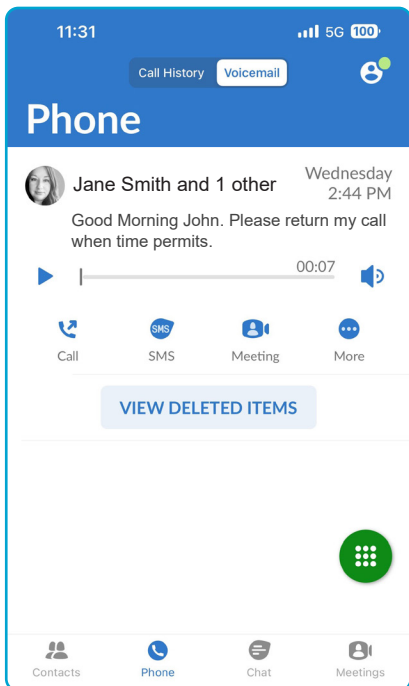 11:31
5G 100
Call History Voicemail
Phone
Jane Smith and 1 other
Wednesday
2:44 PM
Good Morning John. Please return my call
when time permits.
00:07
SMS
Call SMS Meeting More
VIEW DELETED ITEMS
Contacts Phone Chat Meetings